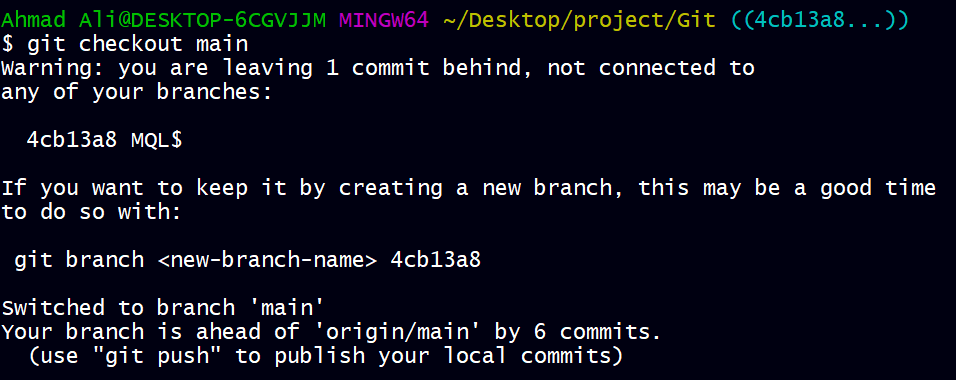 Ahmad Ali@DESKTOP-6CGVJJM MINGW64 ~/Desktop/project/Git ((4cb13a8...))
$ git checkout main
Warning: you are leaving 1 commit behind, not connected to
any of your branches:

  4cb13a8 MQL$

If you want to keep it by creating a new branch, this may be a good time
to do so with:

 git branch <new-branch-name> 4cb13a8

Switched to branch 'main'
Your branch is ahead of 'origin/main' by 6 commits.
  (use "git push" to publish your local commits)